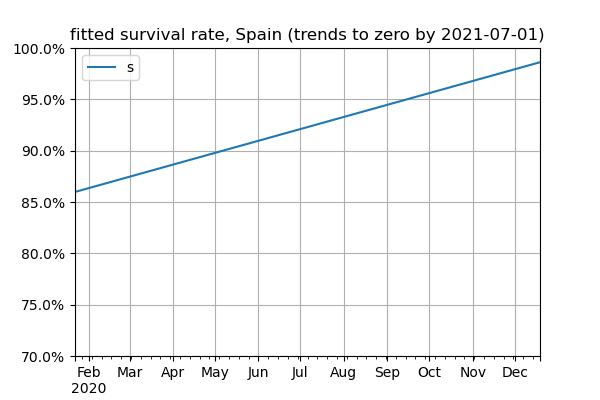 fitted survival rate, Spain (trends to zero by 2021-07-01)
s
100.0%
95.0%
90.0%
85.0%
80.0%
75.0%
70.0%
Feb Mar Apr May Jun Jul Aug Sep Oct Nov Dec
2020